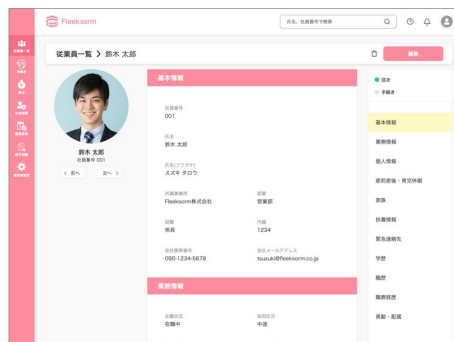 Fleeksorm
氏名、社員番号で検索
従業員一覧
手続き
従業員一覧 > 鈴木 太郎
編集
鈴木 太郎
社員番号 001
< 前へ 次へ >
基本情報
社員番号
001
氏名
鈴木 太郎
氏名(フリガナ)
スズキ タロウ
所属事業所 部署
Fleeksorm株式会社 営業部
役職 内線
係長 1234
会社携帯番号 会社メールアドレス
090-1234-5678 tsuzuki@fleeksorm.co.jp
業務情報
在籍状況 採用区分
在職中 中途
目次
手続き
基本情報
業務情報
個人情報
産前産後・育児休暇
家族
扶養情報
緊急連絡先
学歴
職歴
職務経歴
異動・配属